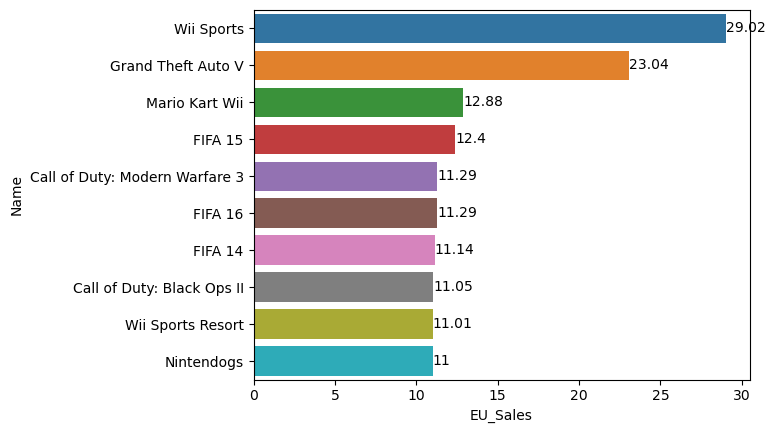 Wii Sports 29.02
Grand Theft Auto V 23.04
Mario Kart Wii 12.88
FIFA 15 12.4
Call of Duty: Modern Warfare 3 11.29
FIFA 16 11.29
FIFA 14 11.14
Call of Duty: Black Ops II 11.05
Wii Sports Resort 11.01
Nintendogs 11
Name
0 5 10 15 20 25 30
EU_Sales